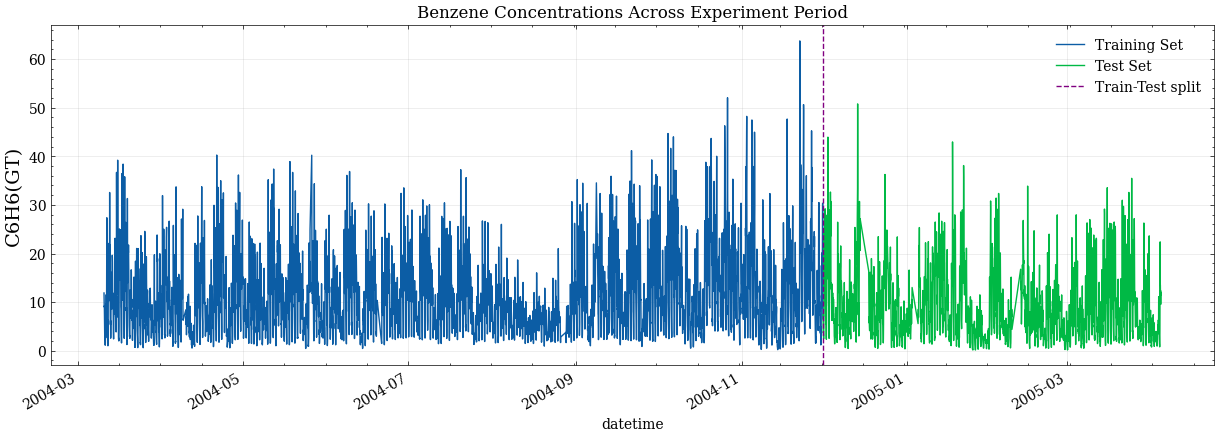 Benzene Concentrations Across Experiment Period
C6H6(GT)
60
50
40
30
20
10
0
Training Set
Test Set
Train-Test split
2004-03
2004-05
2004-07
2004-09
2004-11
2005-01
2005-03
datetime